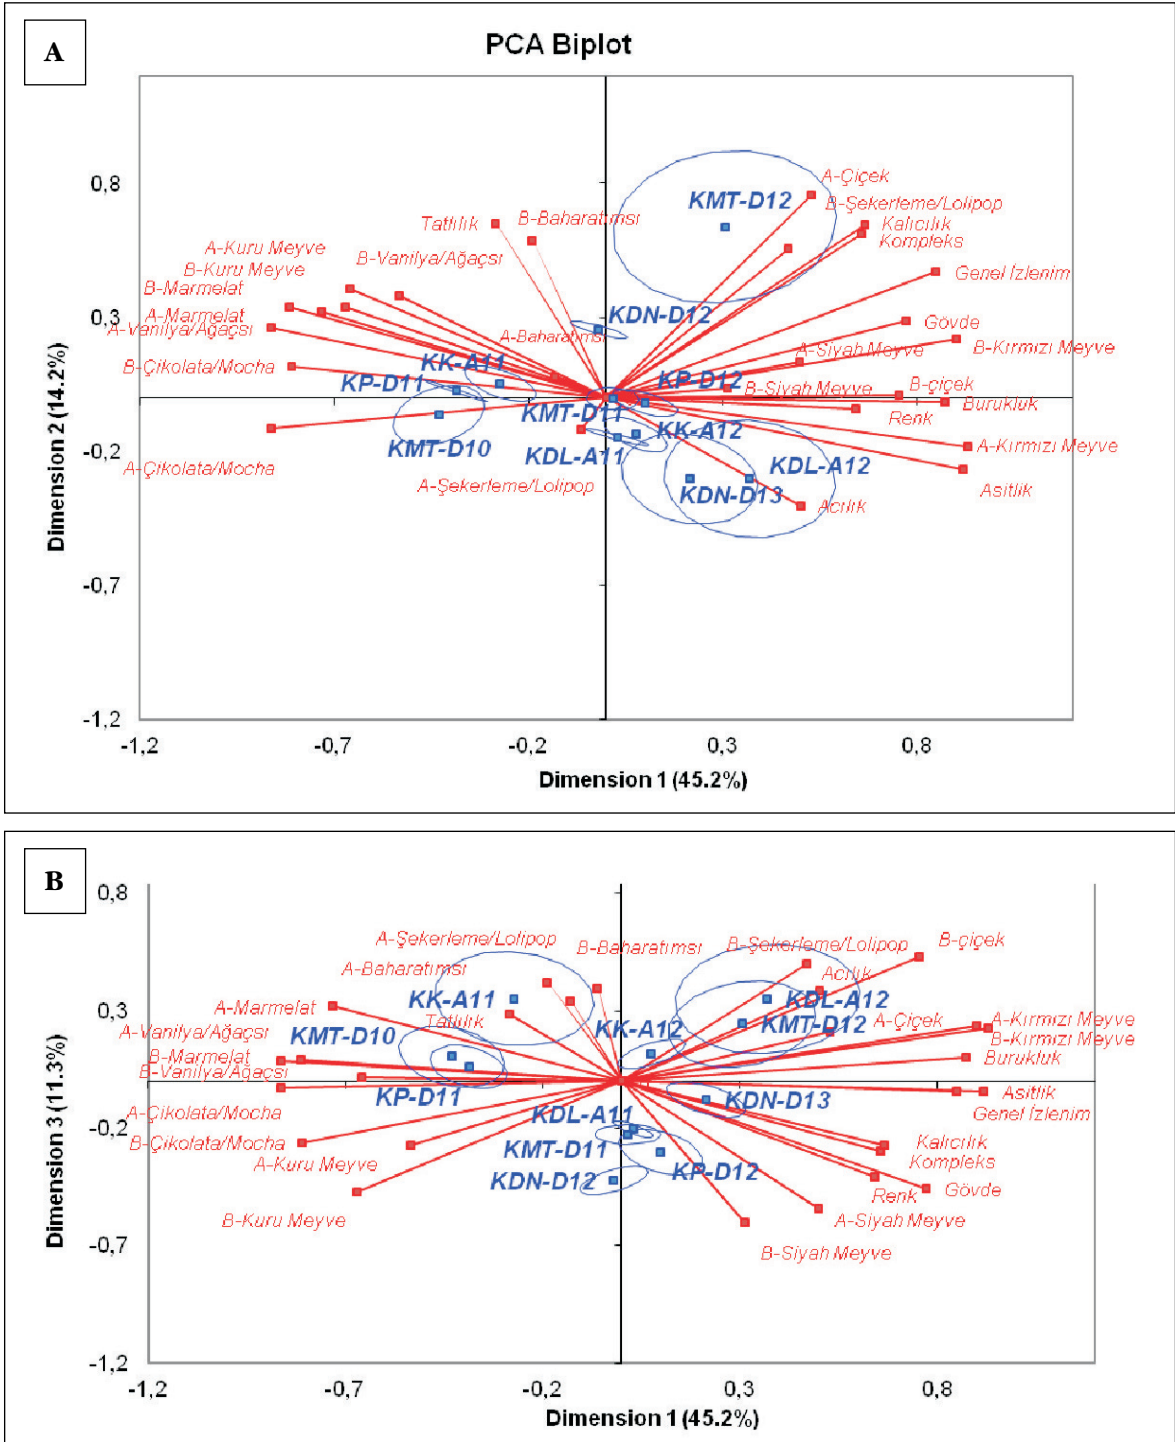 A
PCA Biplot
0,8
0,3
-0,2
-0,7
-1,2
Dimension 2 (14.2%)
A-Çiçek
KMT-D12
B-Şekerleme/Lolipop
Tatlılık
B-Baharatımsı
Kalıcılık
Kompleks
A-Kuru Meyve
B-Vanilya/Ağaçsı
B-Kuru Meyve
Genel İzlenim
B-Marmelat
A-Marmelat
KDN-D12
Gövde
A-Vanilya/Ağaçsı
A-Baharatımsı
B-Kırmızı Meyve
A-Siyah Meyve
B-Çikolata/Mocha
KK-A11
KP-D11
KP-D12
B-Siyah Meyve
B-çiçek
Burukluk
KMT-D11
Renk
KMT-D10
KK-A12
A-Kırmızı Meyve
KDL-A11
KDL-A12
A-Çikolata/Mocha
A-Şekerleme/Lolipop
KDN-D13
Asitlik
Acılık
-1,2
-0,7
-0,2
0,3
0,8
Dimension 1 (45.2%)
B
0,8
0,3
-0,2
-0,7
-1,2
Dimension 3 (11.3%)
A-Şekerleme/Lolipop
B-Baharatımsı
B-Şekerleme/Lolipop
B-çiçek
A-Baharatımsı
Acılık
A-Marmelat
KK-A11
KDL-A12
A-Vanilya/Ağaçsı
KMT-D10
Tatlılık
KK-A12
KMT-D12
A-Çiçek
A-Kırmızı Meyve
B-Kırmızı Meyve
B-Marmelat
Burukluk
B-Vanilya/Ağaçsı
KP-D11
KDN-D13
Asitlik
A-Çikolata/Mocha
KDL-A11
Genel İzlenim
B-Çikolata/Mocha
KMT-D11
Kalıcılık
A-Kuru Meyve
Kompleks
KDN-D12
KP-D12
Renk
Gövde
B-Kuru Meyve
A-Siyah Meyve
B-Siyah Meyve
-1,2
-0,7
-0,2
0,3
0,8
Dimension 1 (45.2%)